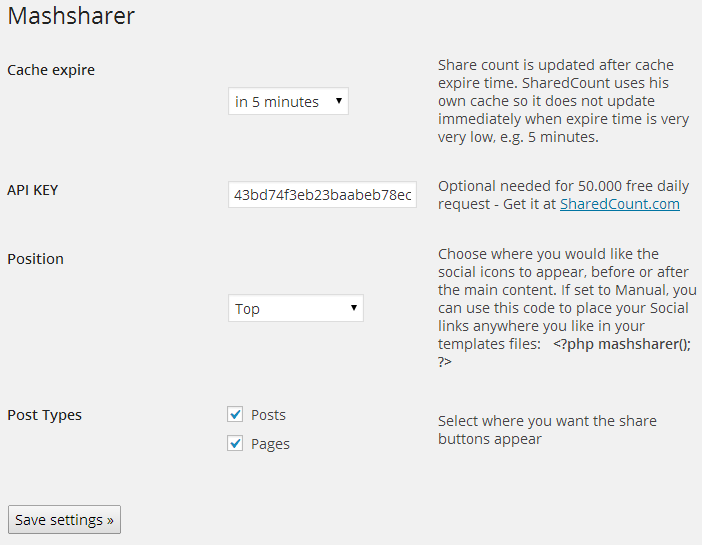 Mashsharer
Cache expire
in 5 minutes
Share count is updated after cache
expire time. SharedCount uses his
own cache so it does not update
immediately when expire time is very
very low, e.g. 5 minutes.
API KEY
43bd74f3eb23baabeb78ec
Optional needed for 50.000 free daily
request - Get it at SharedCount.com
Position
Top
Choose where you would like the
social icons to appear, before or after
the main content. If set to Manual, you
can use this code to place your Social
links anywhere you like in your
templates files: <?php mashsharer();
?>
Post Types
Posts
Pages
Select where you want the share
buttons appear
Save settings »